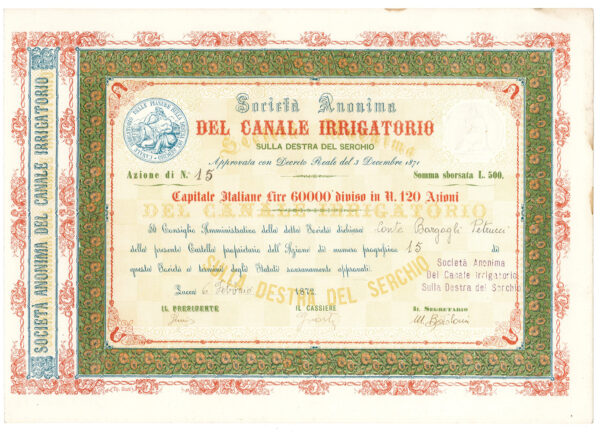 SOCIETÀ ANONIMA DEL CANALE IRRIGATORIO
Società Anonima
DEL CANALE IRRIGATORIO
SULLA DESTRA DEL SERCHIO
Approvata con Decreto Reale del 3 Decembre 1871
Azione di N.º 15 Somma sborsata L. 500.
Capitale Italiane Lire 60000 diviso in N. 120 Azioni
Il Consiglio Amministrativo della detta Società dichiara Conte Bargagli Petrucci
della presente Cartella proprietario dell'Azione di numero progressivo 15 di
questa Società a termini degli Statuti sovranamente approvati.
Lucca 6 Febbraio 1872
Società Anonima
Del Canale Irrigatorio
Sulla Destra del Serchio
IL PRESIDENTE IL CASSIERE IL SEGRETARIO
DEL CANALE IRRIGATORIO
SULLA DESTRA DEL SERCHIO